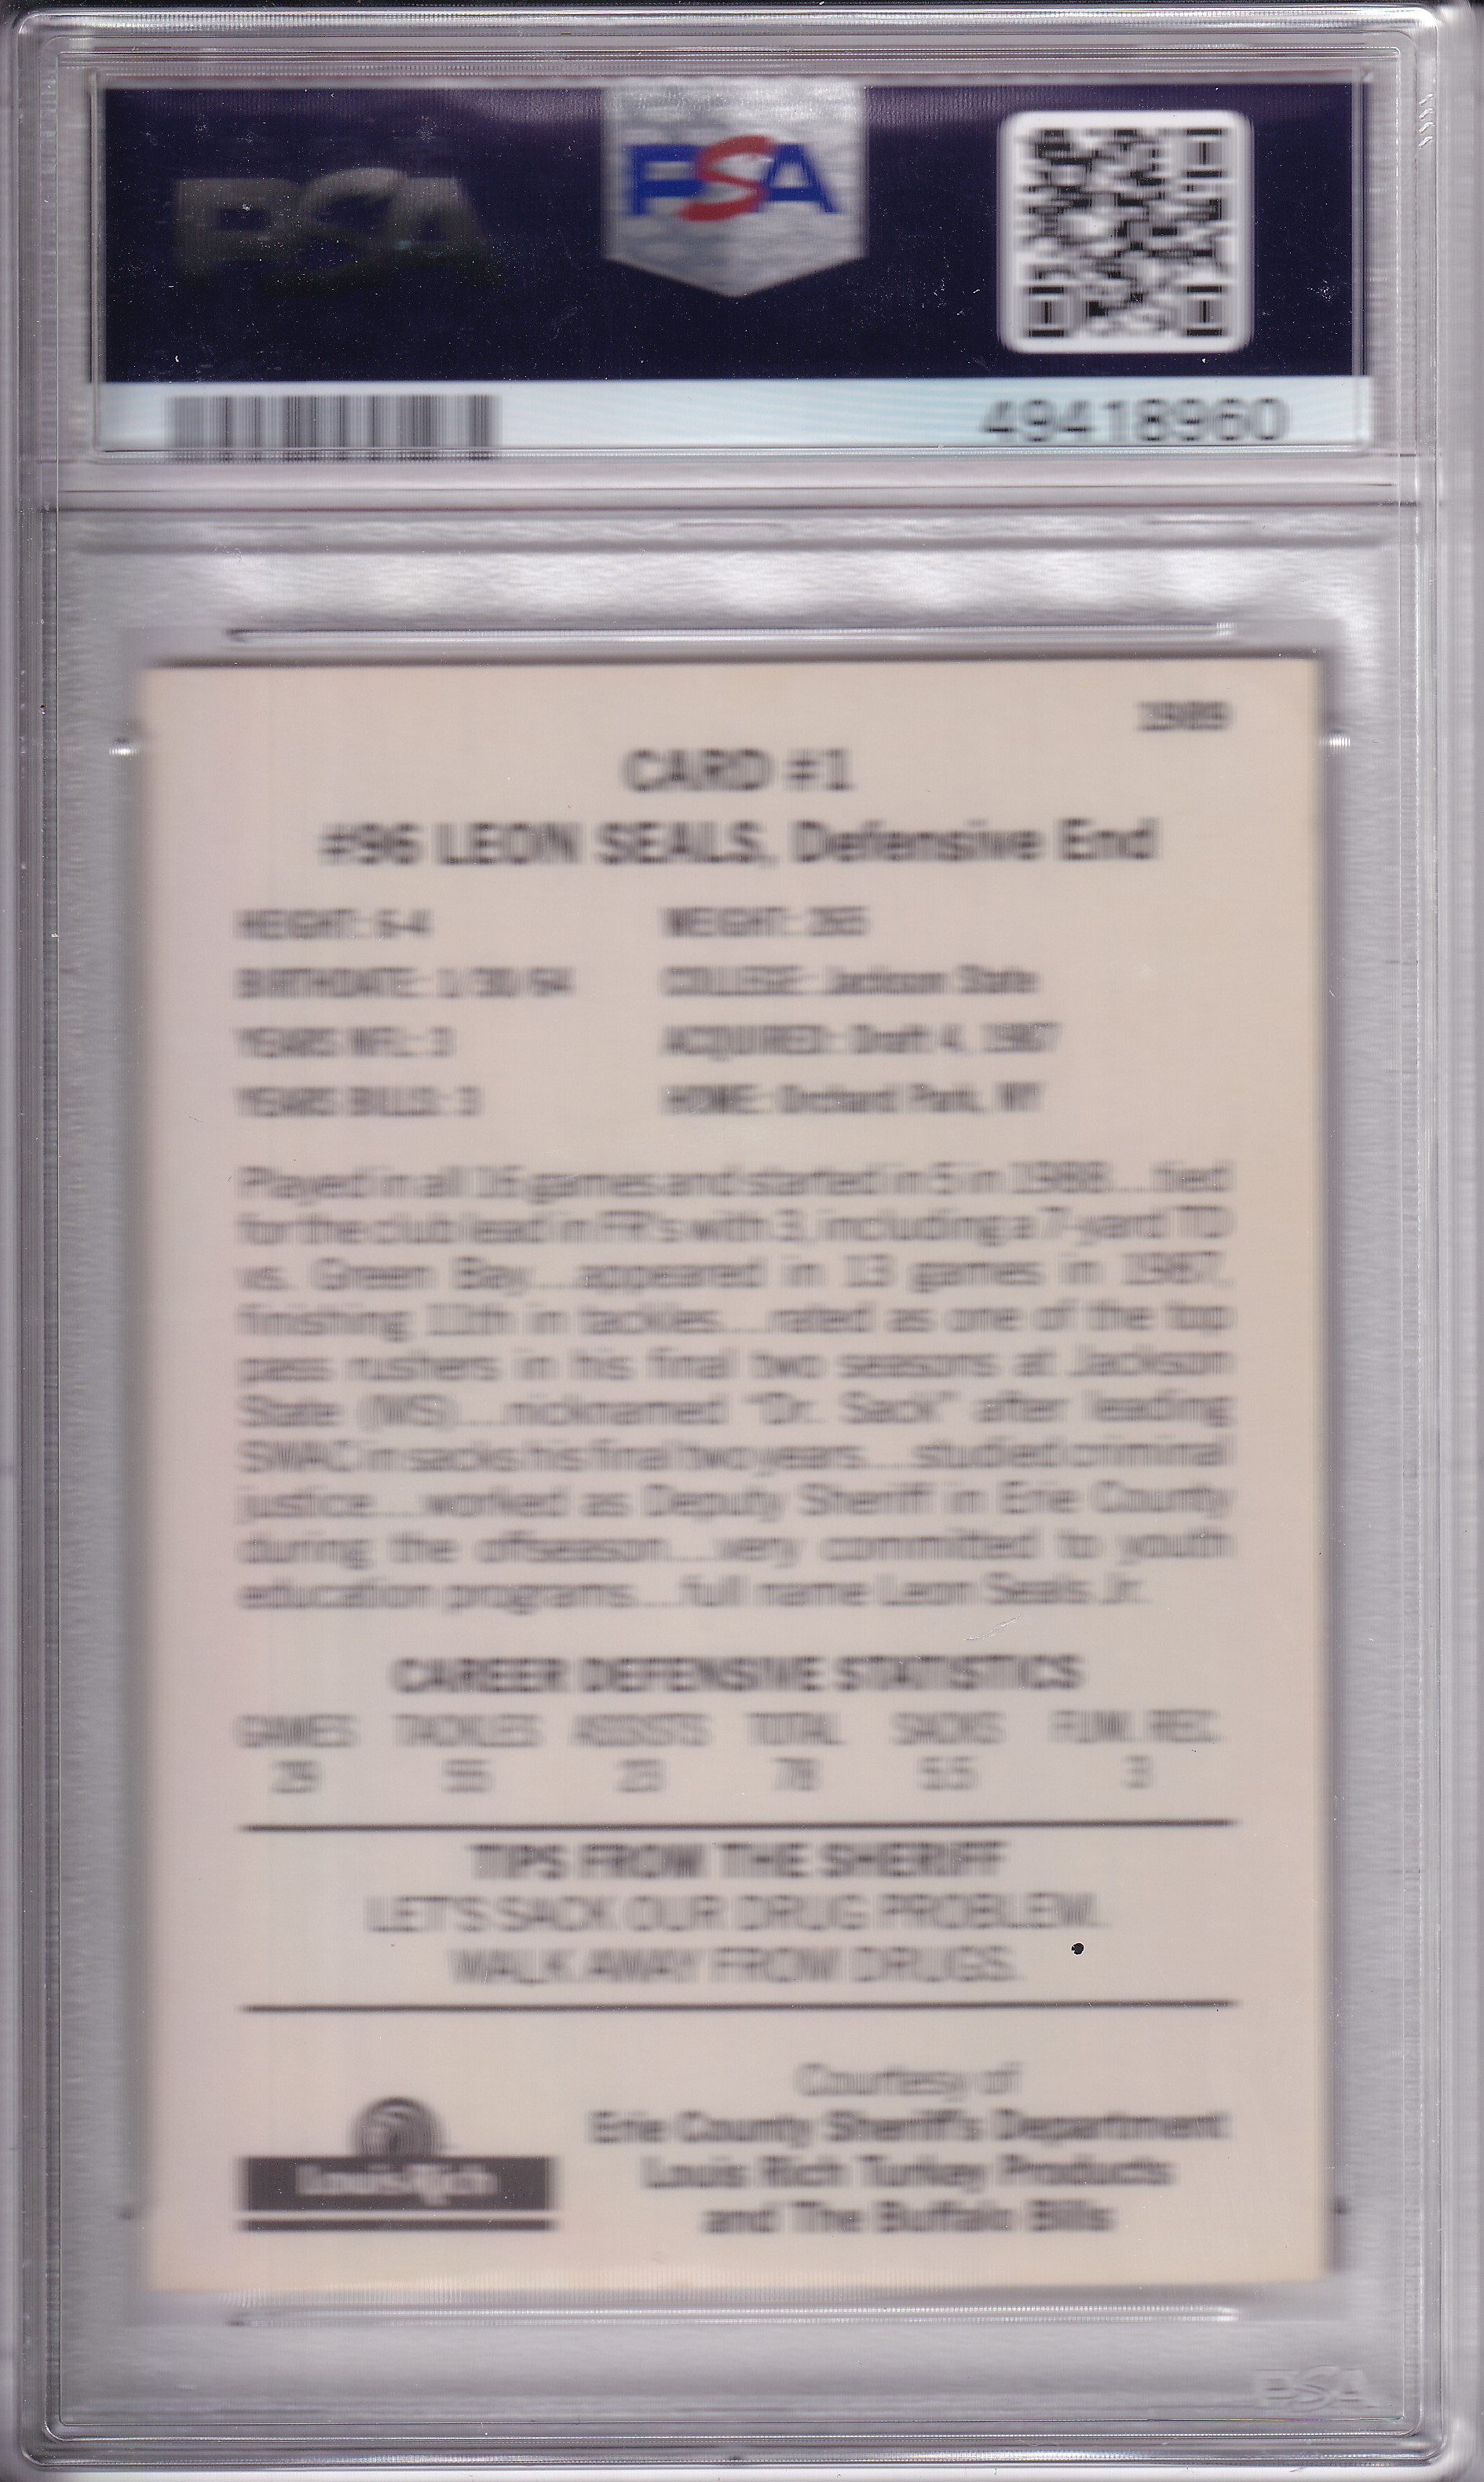 PSA
PSA
49418960
1989
CARD #1
#96 LEON SEALS, Defensive End
HEIGHT: 6-4 WEIGHT: 265
BIRTHDATE: 1/30/64 COLLEGE: Jackson State
YEARS NFL: 3 ACQUIRED: Draft 4, 1987
YEARS BILLS: 3 HOME: Orchard Park, NY
Played in all 16 games and started in 5 in 1988....tied
for the club lead in FR's with 3, including a 7-yard TD
vs. Green Bay....appeared in 13 games in 1987,
finishing 11th in tackles....rated as one of the top
pass rushers in his final two seasons at Jackson
State (MS)....nicknamed "Dr. Sack" after leading
SWAC in sacks his final two years....studied criminal
justice....worked as Deputy Sheriff in Erie County
during the offseason....very committed to youth
education programs....full name Leon Seals Jr.
CAREER DEFENSIVE STATISTICS
GAMES TACKLES ASSISTS TOTAL SACKS FUM. REC.
29 55 23 78 5.5 3
TIPS FROM THE SHERIFF
LET'S SACK OUR DRUG PROBLEM.
WALK AWAY FROM DRUGS.
Courtesy of
Erie County Sheriff's Department
Louis Rich Turkey Products
and The Buffalo Bills
Louis Rich
PSA